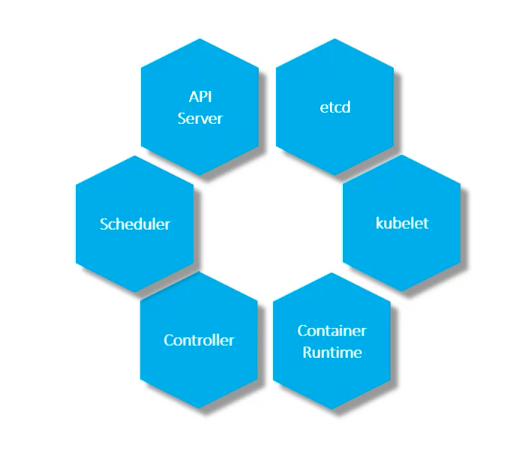 API
Server
etcd
Scheduler
kubelet
Controller
Container
Runtime